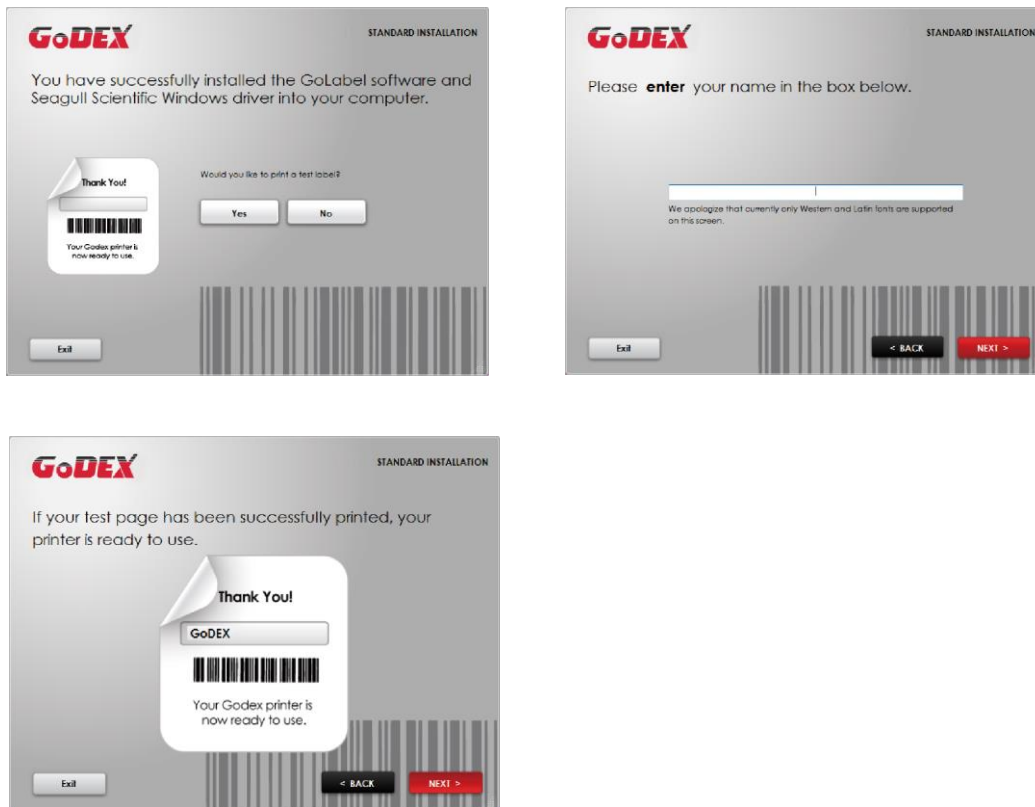 GoDEX
STANDARD INSTALLATION
You have successfully installed the GoLabel software and
Seagull Scientific Windows driver into your computer.
Thank You!
Your Godex printer is
now ready to use.
Would you like to print a test label?
Yes
No
Exit
GoDEX
STANDARD INSTALLATION
Please enter your name in the box below.
We apologize that currently only Western and Latin fonts are supported
on this screen.
Exit
< BACK
NEXT >
GoDEX
STANDARD INSTALLATION
If your test page has been successfully printed, your
printer is ready to use.
Thank You!
GoDEX
Your Godex printer is
now ready to use.
Exit
< BACK
NEXT >